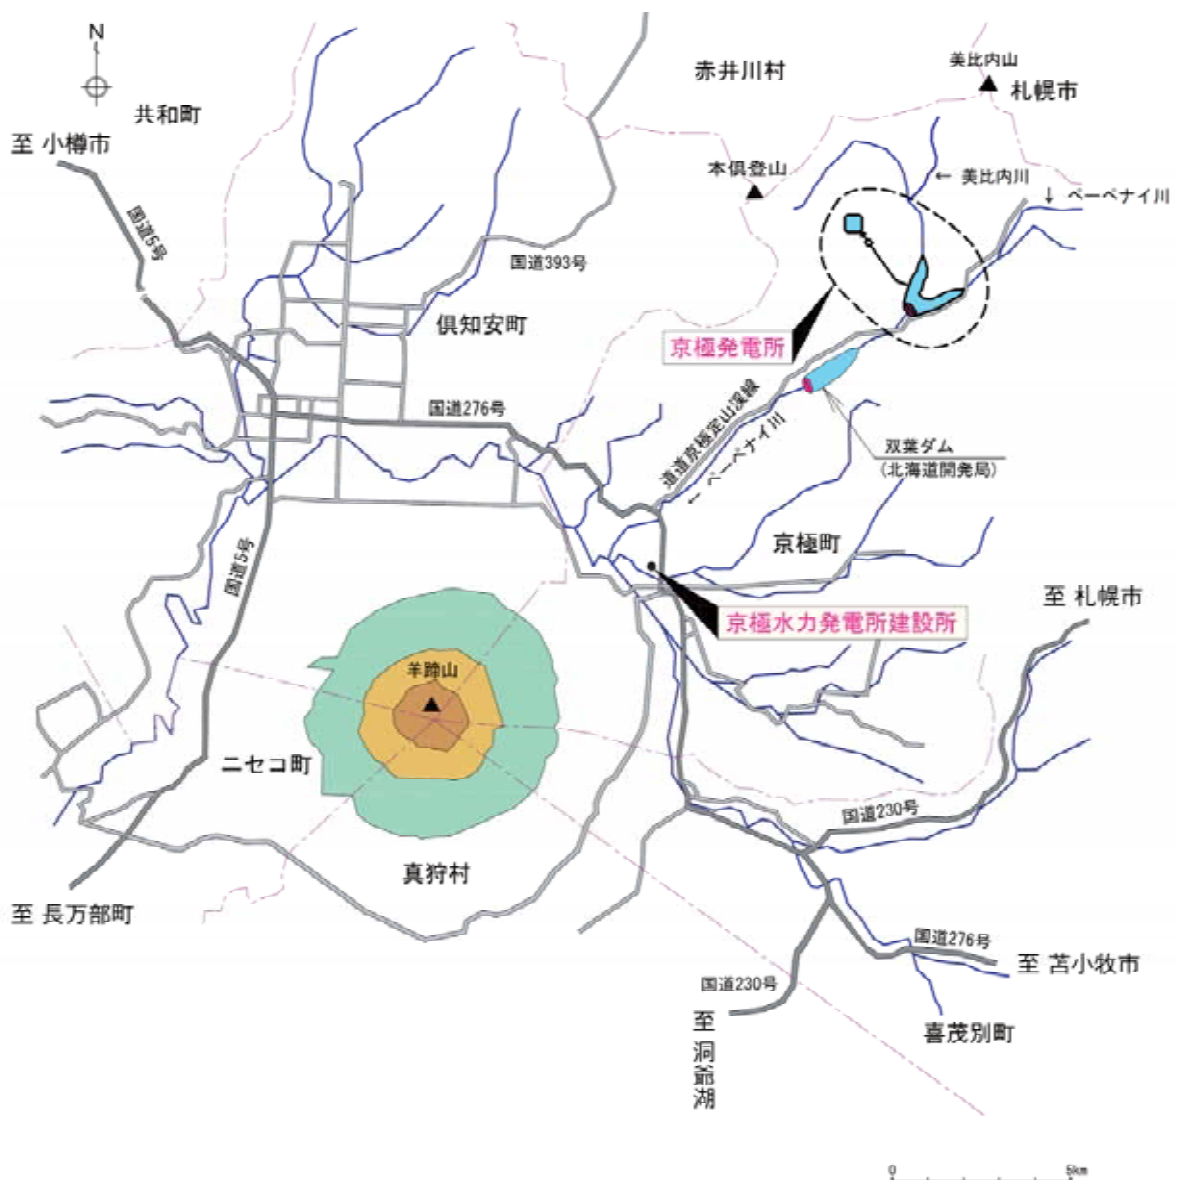 N
赤井川村
美比内山
札幌市
共和町
至 小樽市
本倶登山
← 美比内川
↓ ペーペナイ川
国道5号
国道393号
倶知安町
京極発電所
国道276号
道道京極定山渓線
← ペーペナイ川
双葉ダム
(北海道開発局)
京極町
国道5号
至 札幌市
京極水力発電所建設所
羊蹄山
ニセコ町
国道230号
真狩村
至 長万部町
国道276号
至 苫小牧市
国道230号
至 洞爺湖
喜茂別町
0 5km